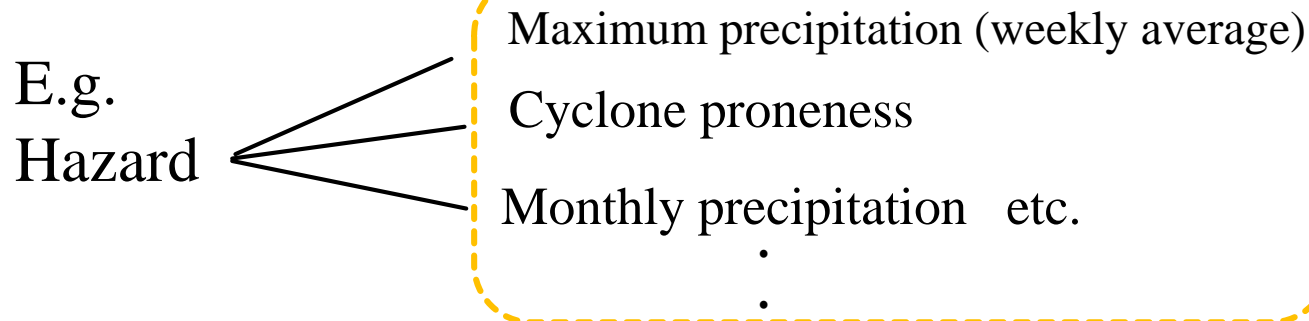 Maximum precipitation (weekly average)
E.g.
Hazard
Cyclone proneness
Monthly precipitation etc.
.
.